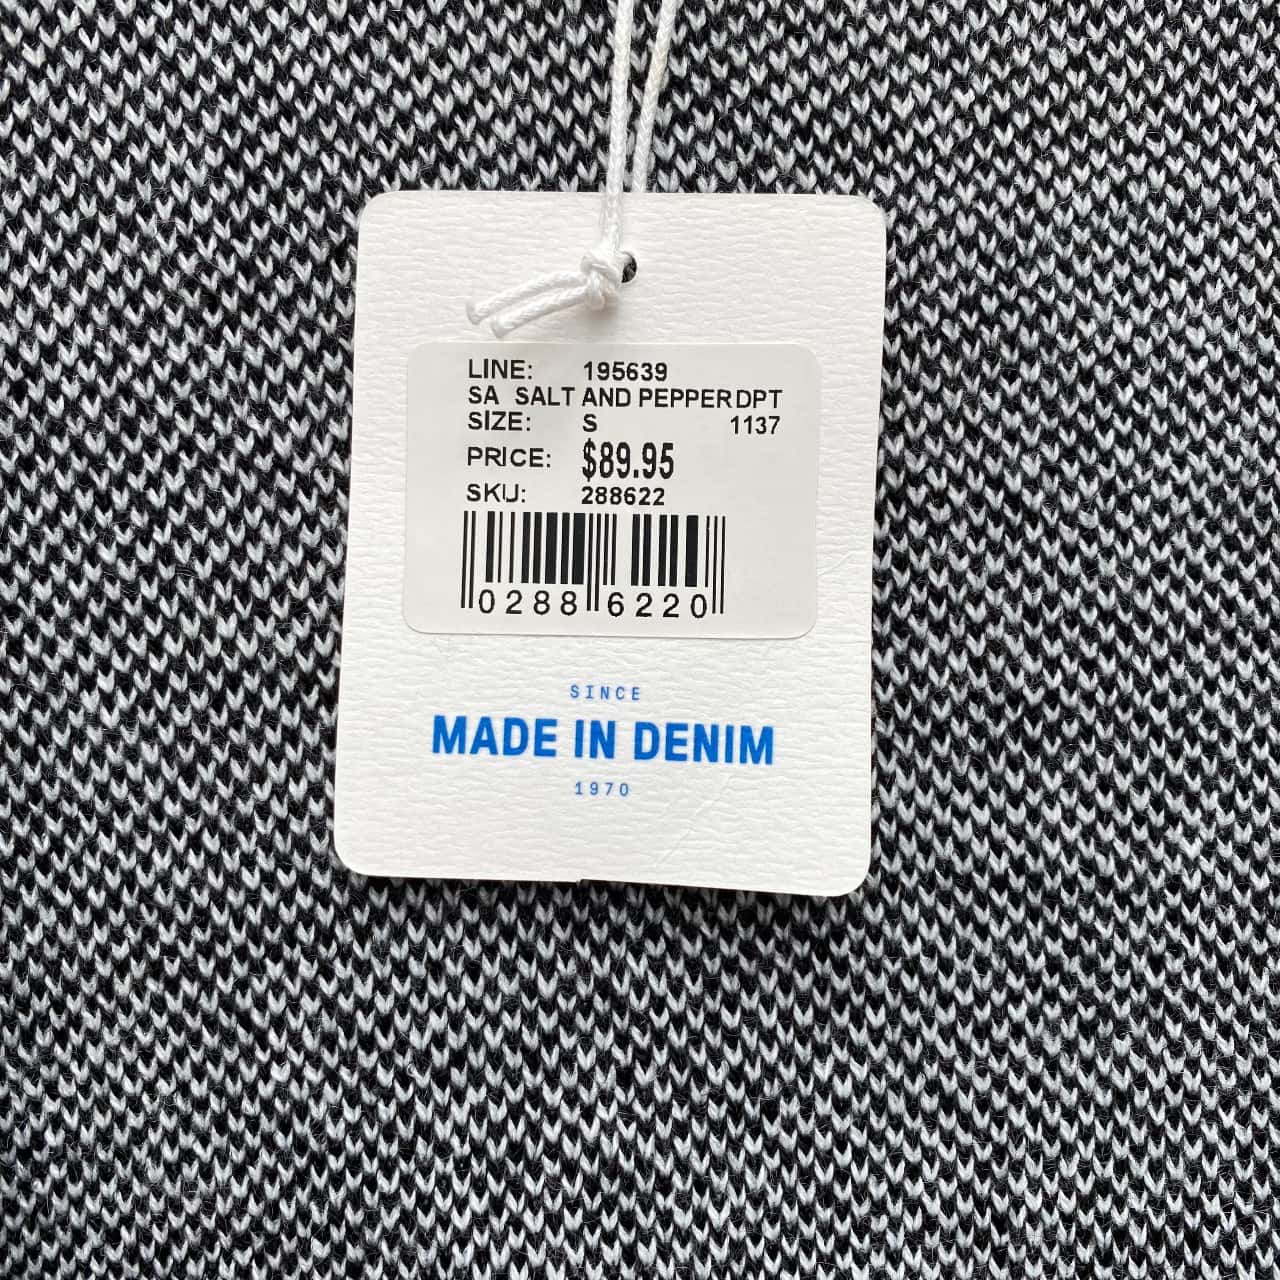 LINE: 195639
SA SALT AND PEPPER DPT
SIZE: S 1137
PRICE: $89.95
SKU: 288622
0288 6220
SINCE
MADE IN DENIM
1970